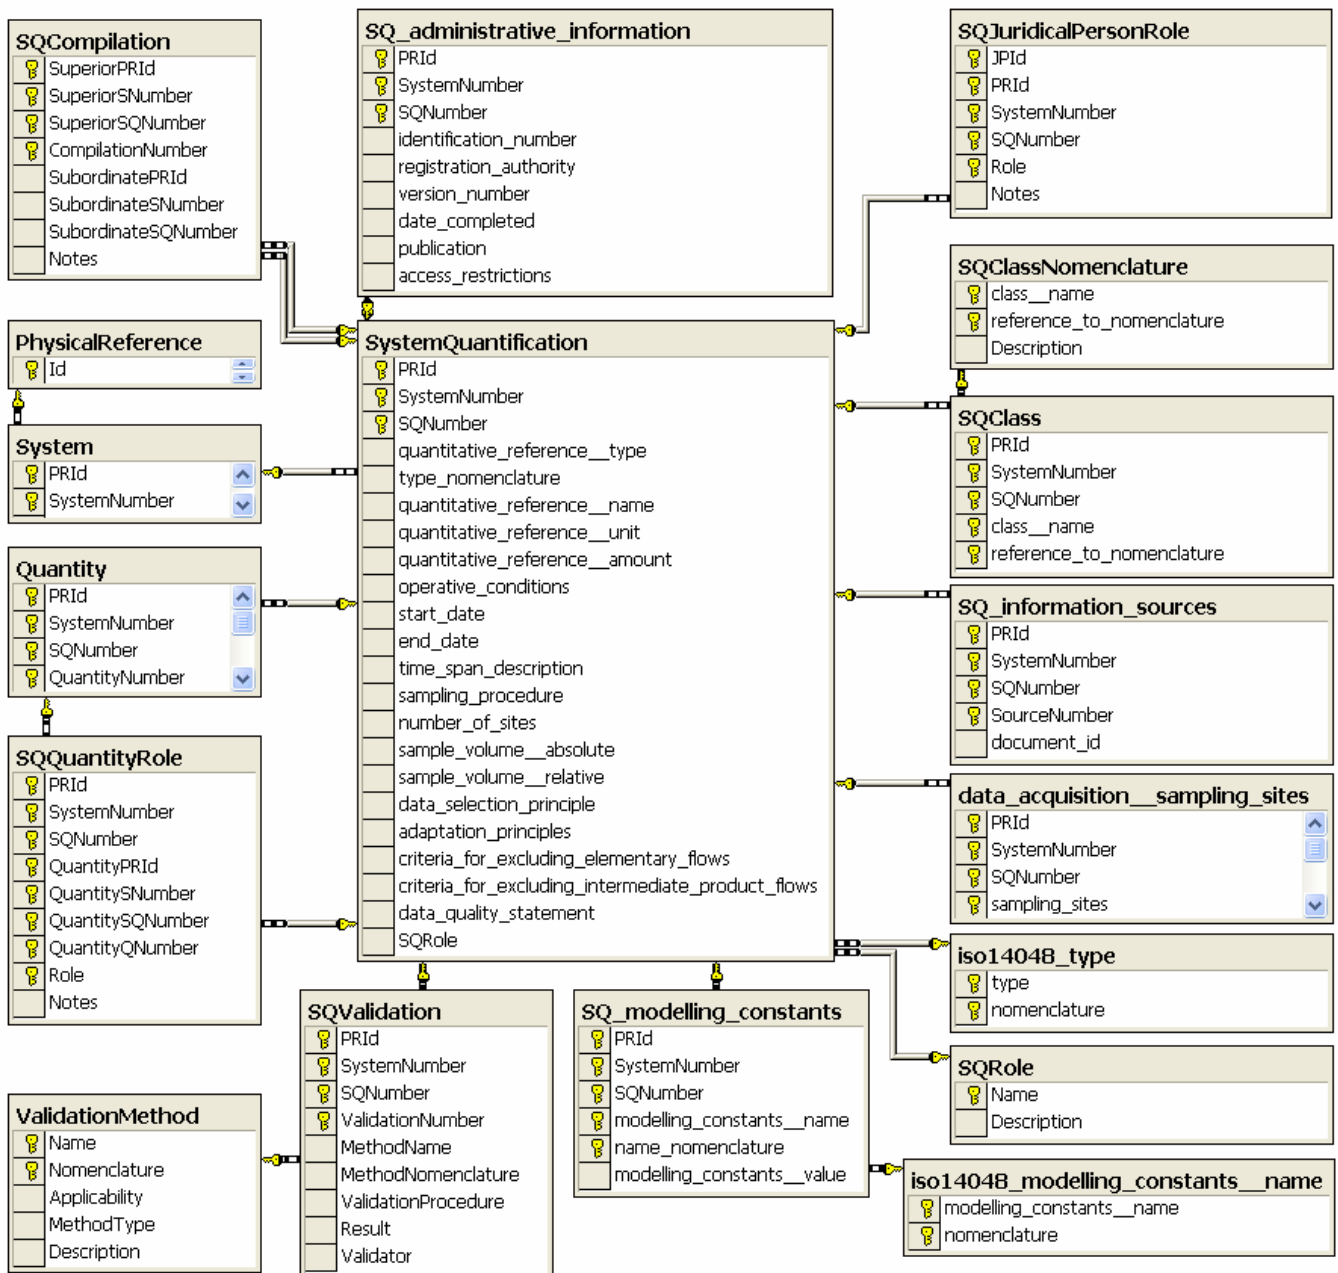 SQCompilation
SuperiorPRId
SuperiorSNumber
SuperiorSQNumber
CompilationNumber
SubordinatePRId
SubordinateSNumber
SubordinateSQNumber
Notes
SQ_administrative_information
PRId
SystemNumber
SQNumber
identification_number
registration_authority
version_number
date_completed
publication
access_restrictions
SQJuridicalPersonRole
JPId
PRId
SystemNumber
SQNumber
Role
Notes
SQClassNomenclature
class__name
reference_to_nomenclature
Description
PhysicalReference
Id
System
PRId
SystemNumber
Quantity
PRId
SystemNumber
SQNumber
QuantityNumber
SQQuantityRole
PRId
SystemNumber
SQNumber
QuantityPRId
QuantitySNumber
QuantitySQNumber
QuantityQNumber
Role
Notes
SystemQuantification
PRId
SystemNumber
SQNumber
quantitative_reference__type
type_nomenclature
quantitative_reference__name
quantitative_reference__unit
quantitative_reference__amount
operative_conditions
start_date
end_date
time_span_description
sampling_procedure
number_of_sites
sample_volume__absolute
sample_volume__relative
data_selection_principle
adaptation_principles
criteria_for_excluding_elementary_flows
criteria_for_excluding_intermediate_product_flows
data_quality_statement
SQRole
SQClass
PRId
SystemNumber
SQNumber
class__name
reference_to_nomenclature
SQ_information_sources
PRId
SystemNumber
SQNumber
SourceNumber
document_id
data_acquisition__sampling_sites
PRId
SystemNumber
SQNumber
sampling_sites
iso14048_type
type
nomenclature
SQRole
Name
Description
ValidationMethod
Name
Nomenclature
Applicability
MethodType
Description
SQValidation
PRId
SystemNumber
SQNumber
ValidationNumber
MethodName
MethodNomenclature
ValidationProcedure
Result
Validator
SQ_modelling_constants
PRId
SystemNumber
SQNumber
modelling_constants__name
name_nomenclature
modelling_constants__value
iso14048_modelling_constants__name
modelling_constants__name
nomenclature